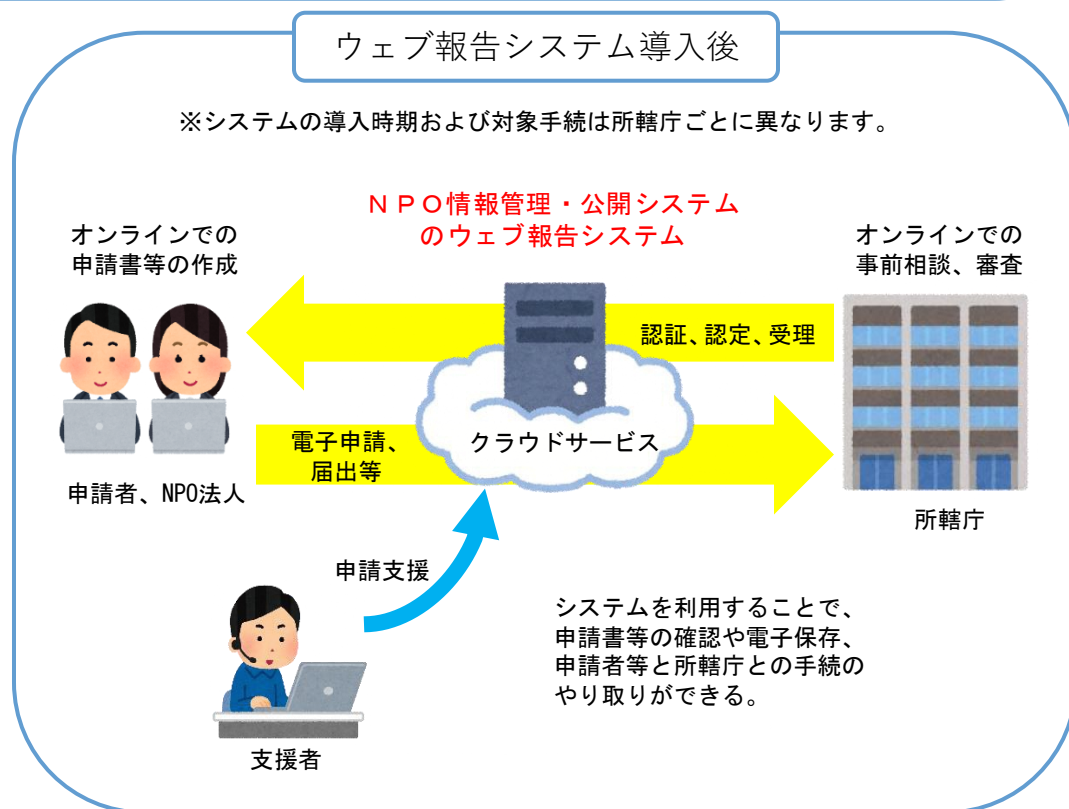 ウェブ報告システム導入後
※システムの導入時期および対象手続は所轄庁ごとに異なります。
ＮＰＯ情報管理・公開システム
のウェブ報告システム
オンラインでの
申請書等の作成
オンラインでの
事前相談、審査
認証、認定、受理
クラウドサービス
電子申請、
届出等
申請者、NPO法人
所轄庁
申請支援
システムを利用することで、
申請書等の確認や電子保存、
申請者等と所轄庁との手続の
やり取りができる。
支援者